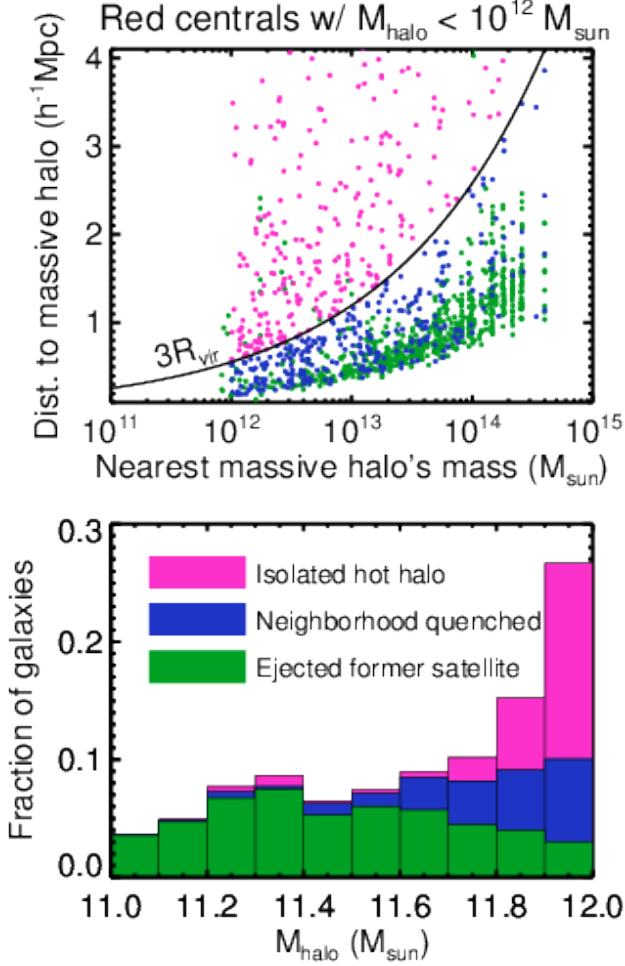 Red centrals w/ M_halo < 10^12 M_sun
Dist. to massive halo (h^-1Mpc)
4
3
2
1
3R_vir
10^11 10^12 10^13 10^14 10^15
Nearest massive halo's mass (M_sun)
Fraction of galaxies
0.3
0.2
0.1
0.0
Isolated hot halo
Neighborhood quenched
Ejected former satellite
11.0 11.2 11.4 11.6 11.8 12.0
M_halo (M_sun)